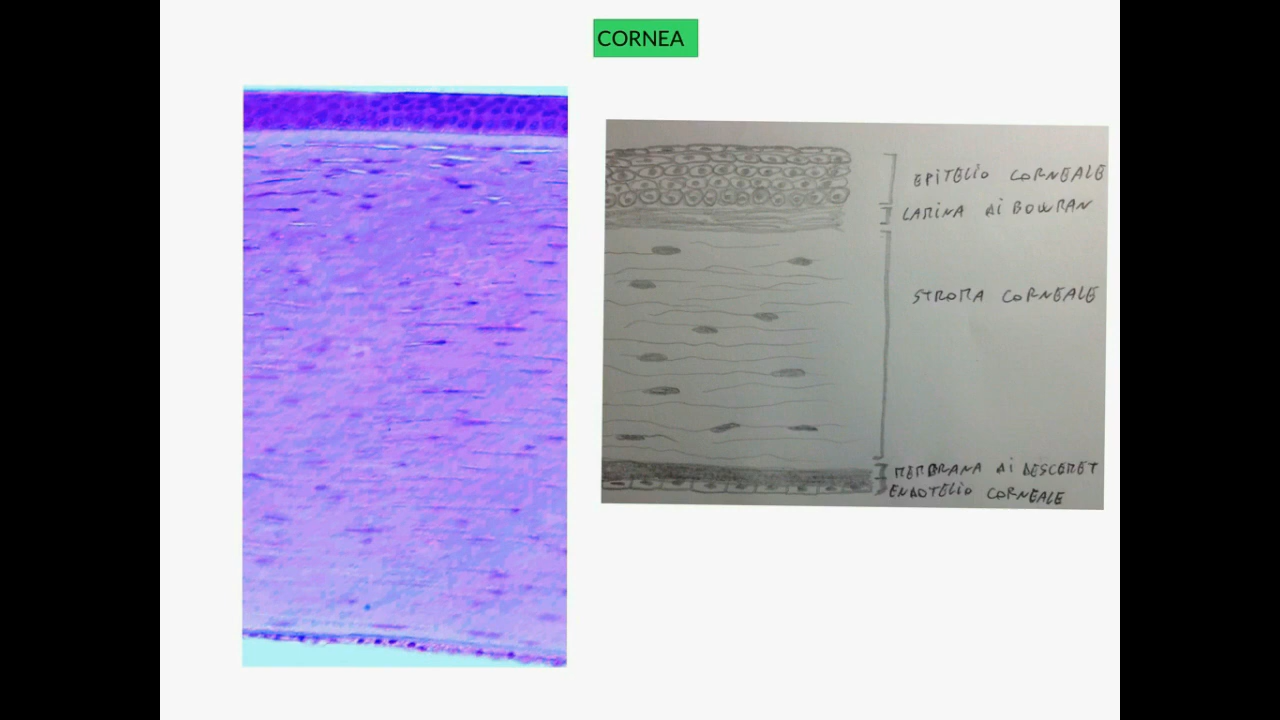 CORNEA
EPITELIO CORNEALE
LAMINA DI BOWMAN
STROMA CORNEALE
MEMBRANA DI DESCEMET
ENDOTELIO CORNEALE